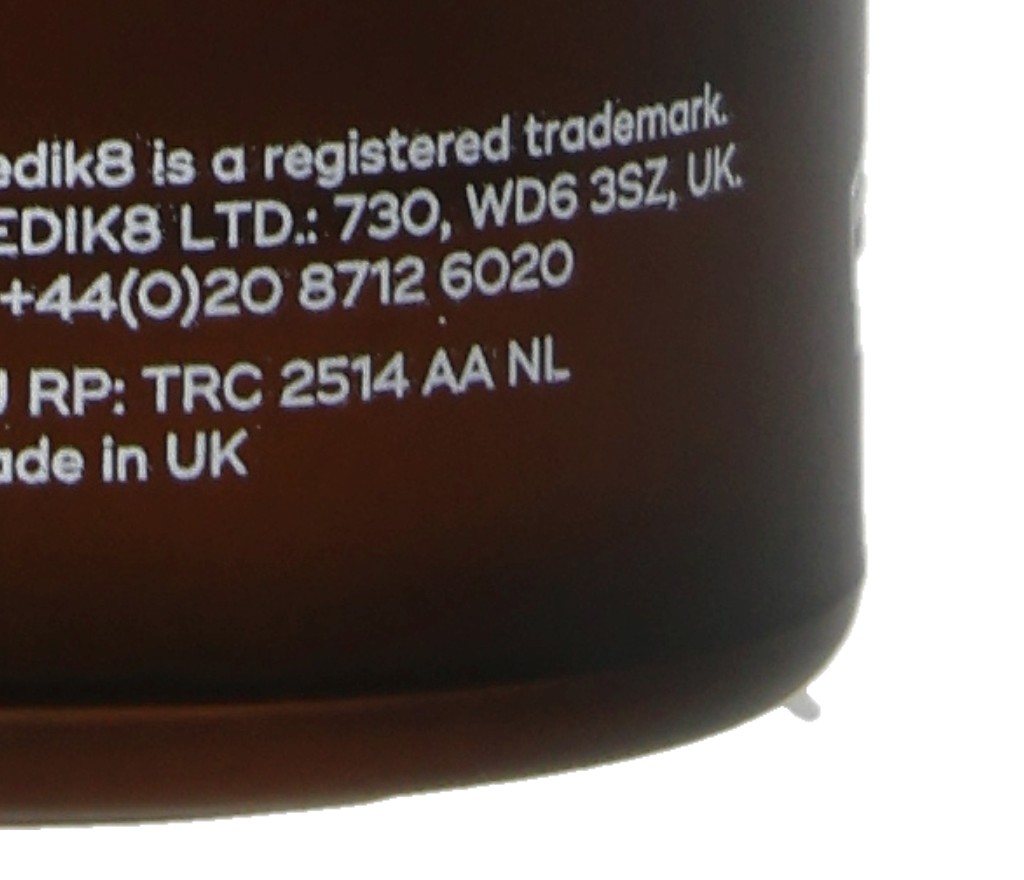 edik8 is a registered trademark.
EDIK8 LTD.: 730, WD6 3SZ, UK.
+44(0)20 8712 6020
RP: TRC 2514 AA NL
ade in UK